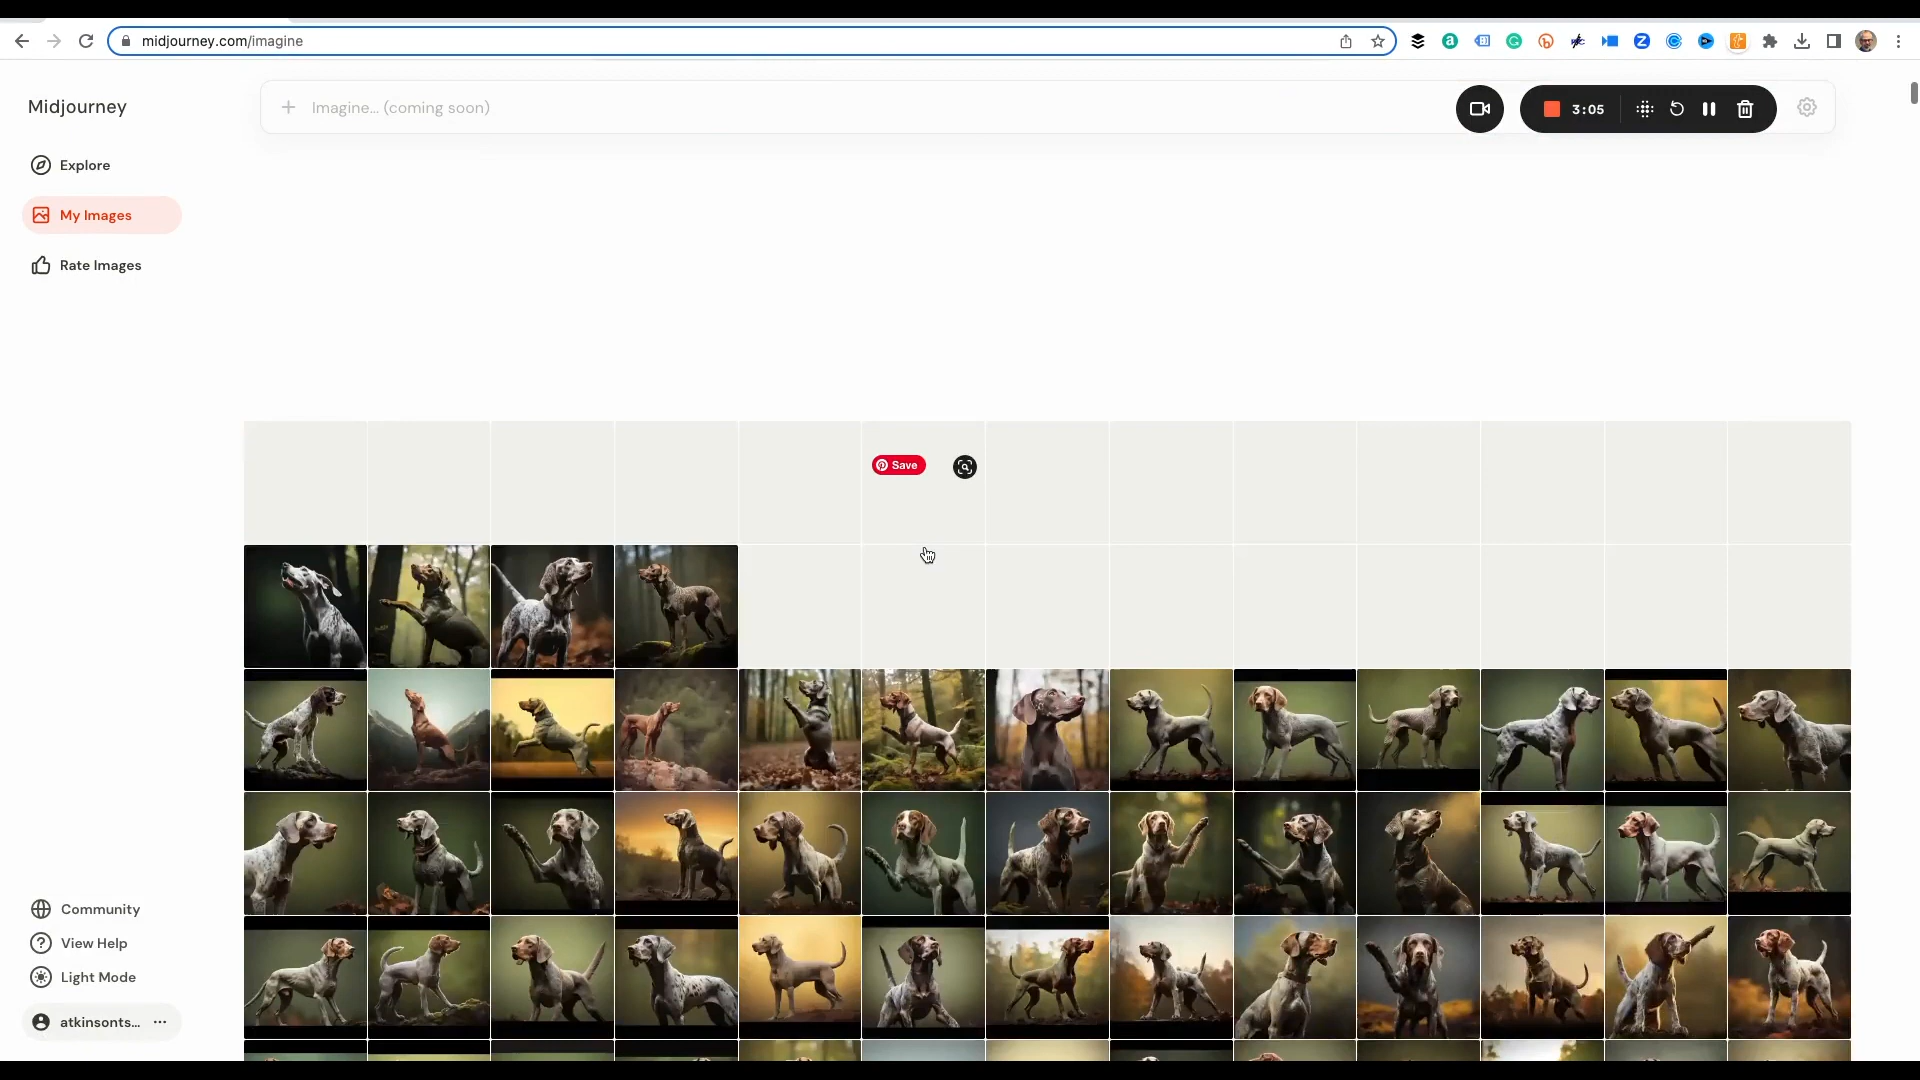 midjourney.com/imagine
Midjourney
Imagine... (coming soon)
3:05
Explore
My Images
Rate Images
Save
Community
View Help
Light Mode
atkinsonts...